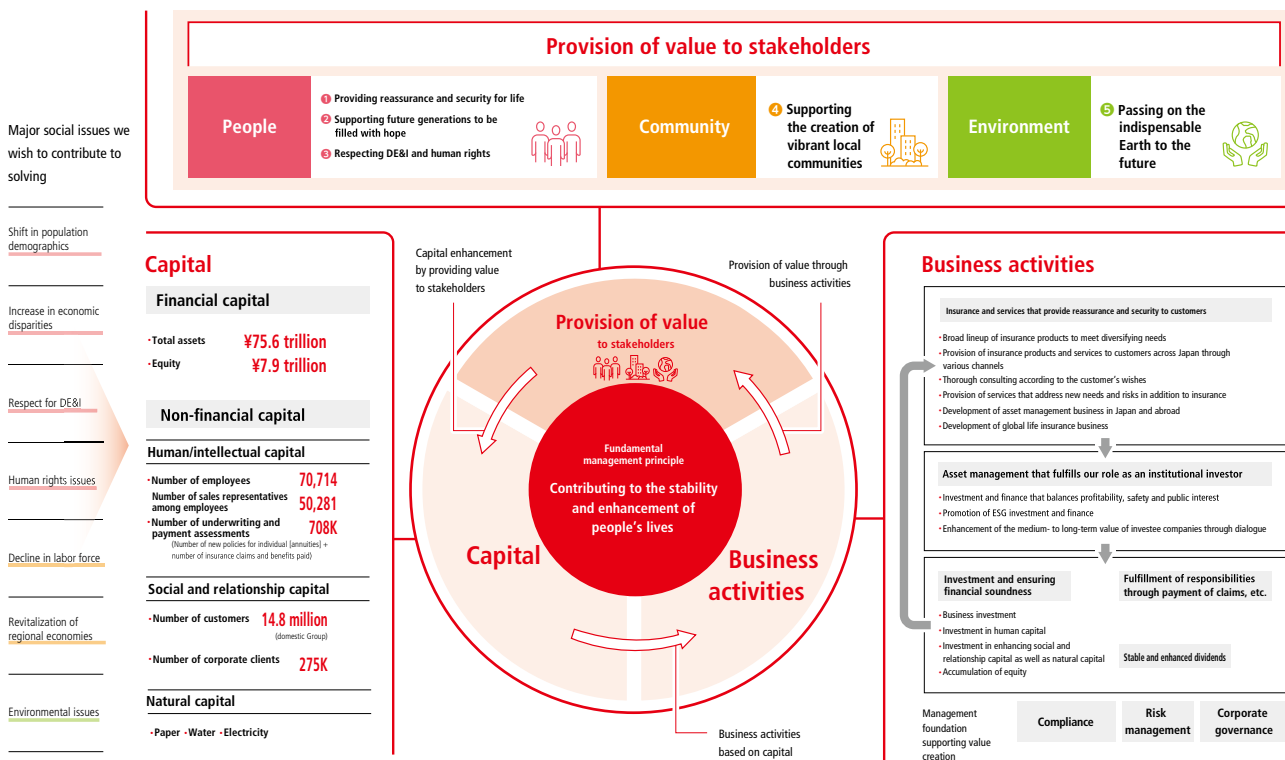 Provision of value to stakeholders
People
❶ Providing reassurance and security for life
❷ Supporting future generations to be
filled with hope
❸ Respecting DE&I and human rights
Community
❹ Supporting
the creation of
vibrant local
communities
Environment
❺ Passing on the
indispensable
Earth to the
future
Major social issues we
wish to contribute to
solving
Shift in population
demographics
Increase in economic
disparities
Respect for DE&I
Human rights issues
Decline in labor force
Revitalization of
regional economies
Environmental issues
Capital
Financial capital
・Total assets ¥75.6 trillion
・Equity ¥7.9 trillion
Non-financial capital
Human/intellectual capital
・Number of employees 70,714
Number of sales representatives
among employees 50,281
・Number of underwriting and
payment assessments 708K
(Number of new policies for individual [annuities] +
number of insurance claims and benefits paid)
Social and relationship capital
・Number of customers 14.8 million
(domestic Group)
・Number of corporate clients 275K
Natural capital
・Paper ・Water ・Electricity
Capital enhancement
by providing value
to stakeholders
Provision of value through
business activities
Provision of value
to stakeholders
Fundamental
management principle
Contributing to the stability
and enhancement of
people's lives
Capital
Business
activities
Business activities
based on capital
Business activities
Insurance and services that provide reassurance and security to customers
・Broad lineup of insurance products to meet diversifying needs
・Provision of insurance products and services to customers across Japan through
various channels
・Thorough consulting according to the customer's wishes
・Provision of services that address new needs and risks in addition to insurance
・Development of asset management business in Japan and abroad
・Development of global life insurance business
Asset management that fulfills our role as an institutional investor
・Investment and finance that balances profitability, safety and public interest
・Promotion of ESG investment and finance
・Enhancement of the medium- to long-term value of investee companies through dialogue
Investment and ensuring
financial soundness
・Business investment
・Investment in human capital
・Investment in enhancing social and
relationship capital as well as natural capital
・Accumulation of equity
Fulfillment of responsibilities
through payment of claims, etc.
Stable and enhanced dividends
Management
foundation
supporting value
creation
Compliance
Risk
management
Corporate
governance